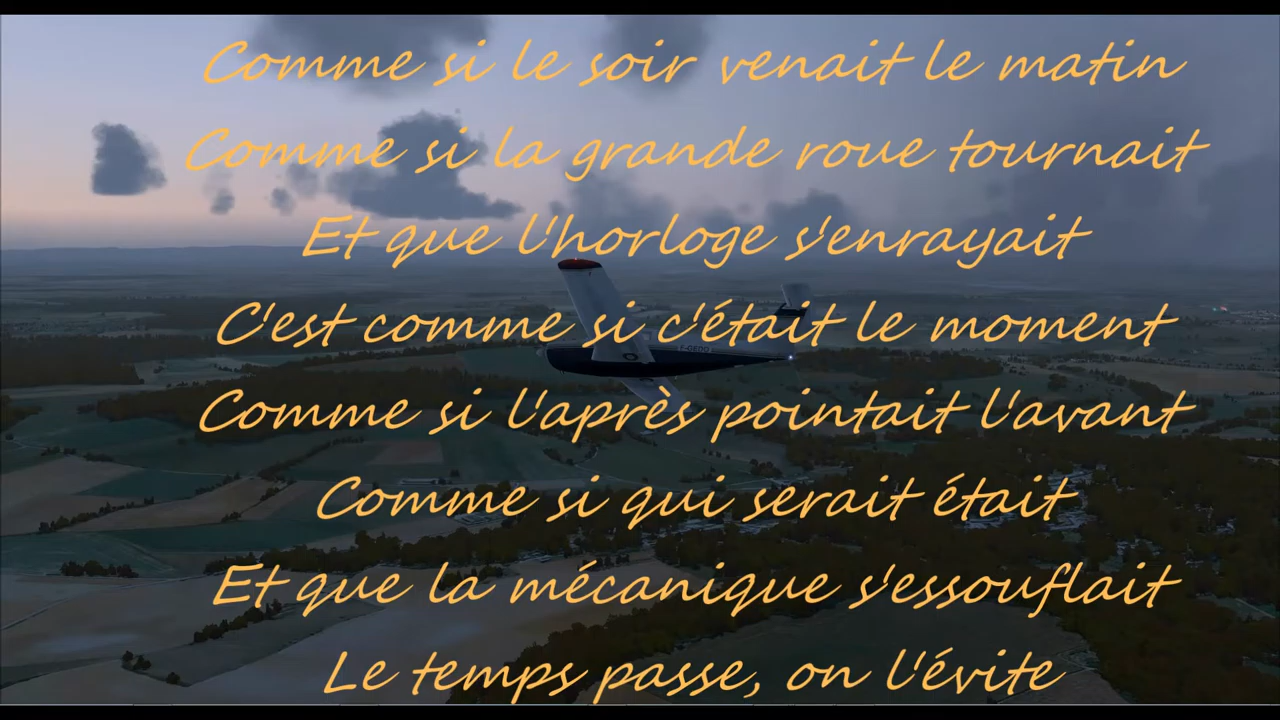 Comme si le soir venait le matin
Comme si la grande roue tournait
Et que l'horloge s'enrayait
C'est comme si c'était le moment
Comme si l'après pointait l'avant
Comme si qui serait était
Et que la mécanique s'essouflait
Le temps passe, on l'évite